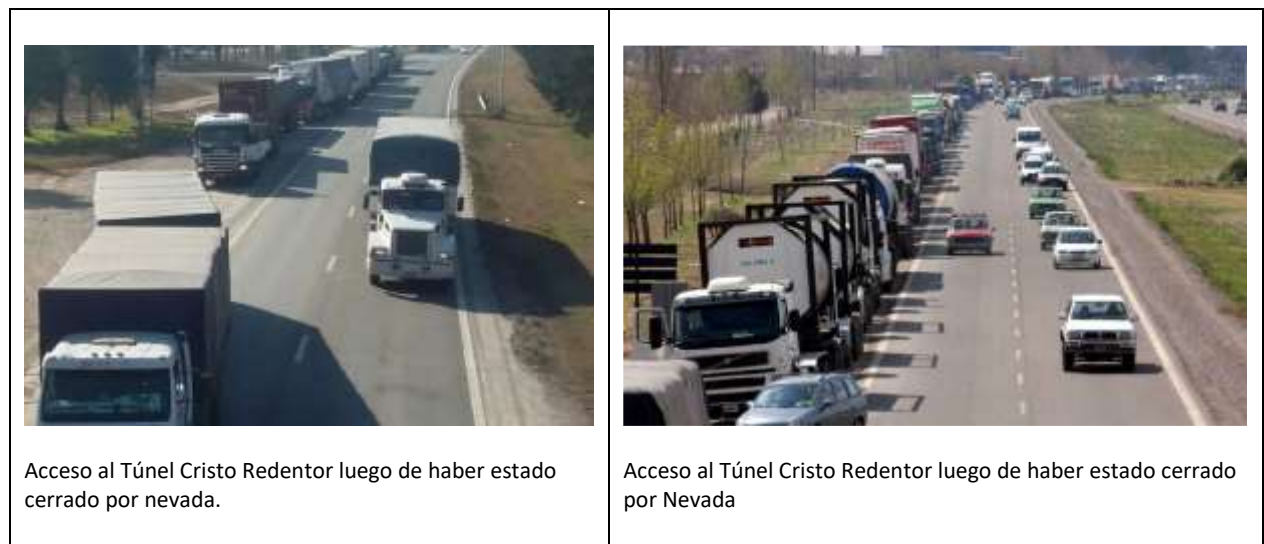 Acceso al Túnel Cristo Redentor luego de haber estado
cerrado por nevada.
Acceso al Túnel Cristo Redentor luego de haber estado cerrado
por Nevada